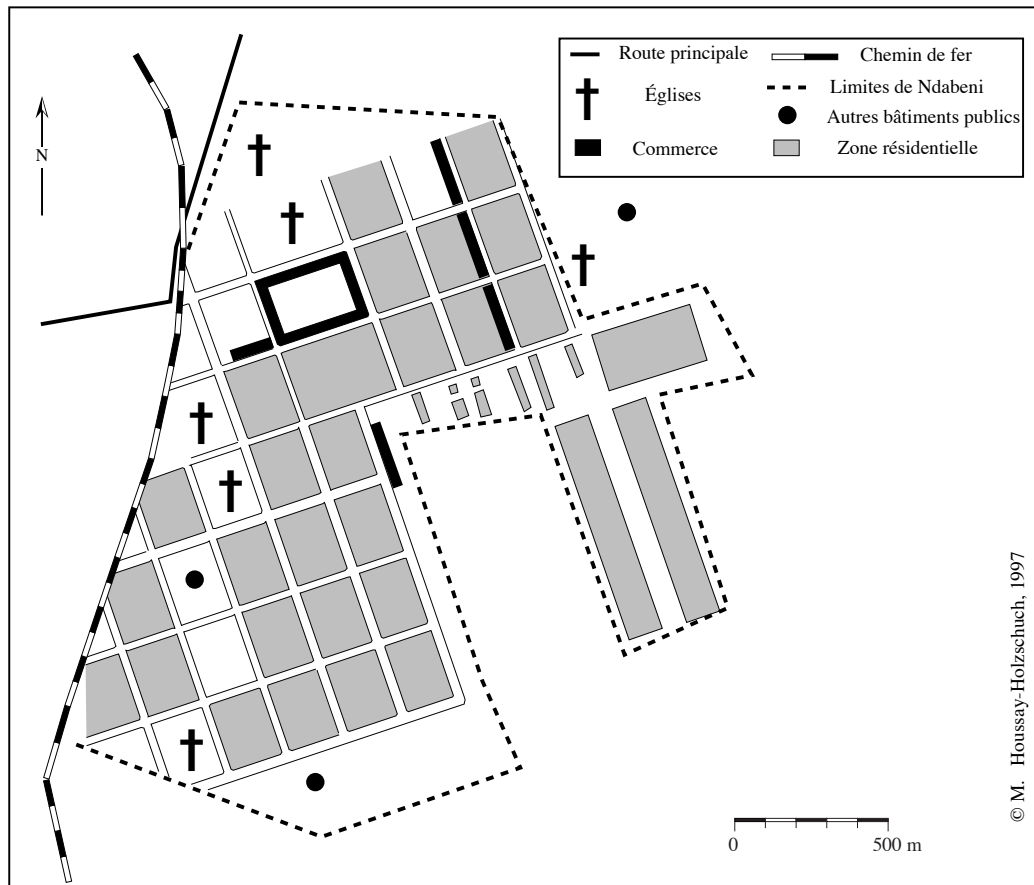 Route principale
Chemin de fer
Églises
Limites de Ndabeni
Autres bâtiments publics
Commerce
Zone résidentielle
N
© M. Houssay-Holzschuch, 1997
0
500 m